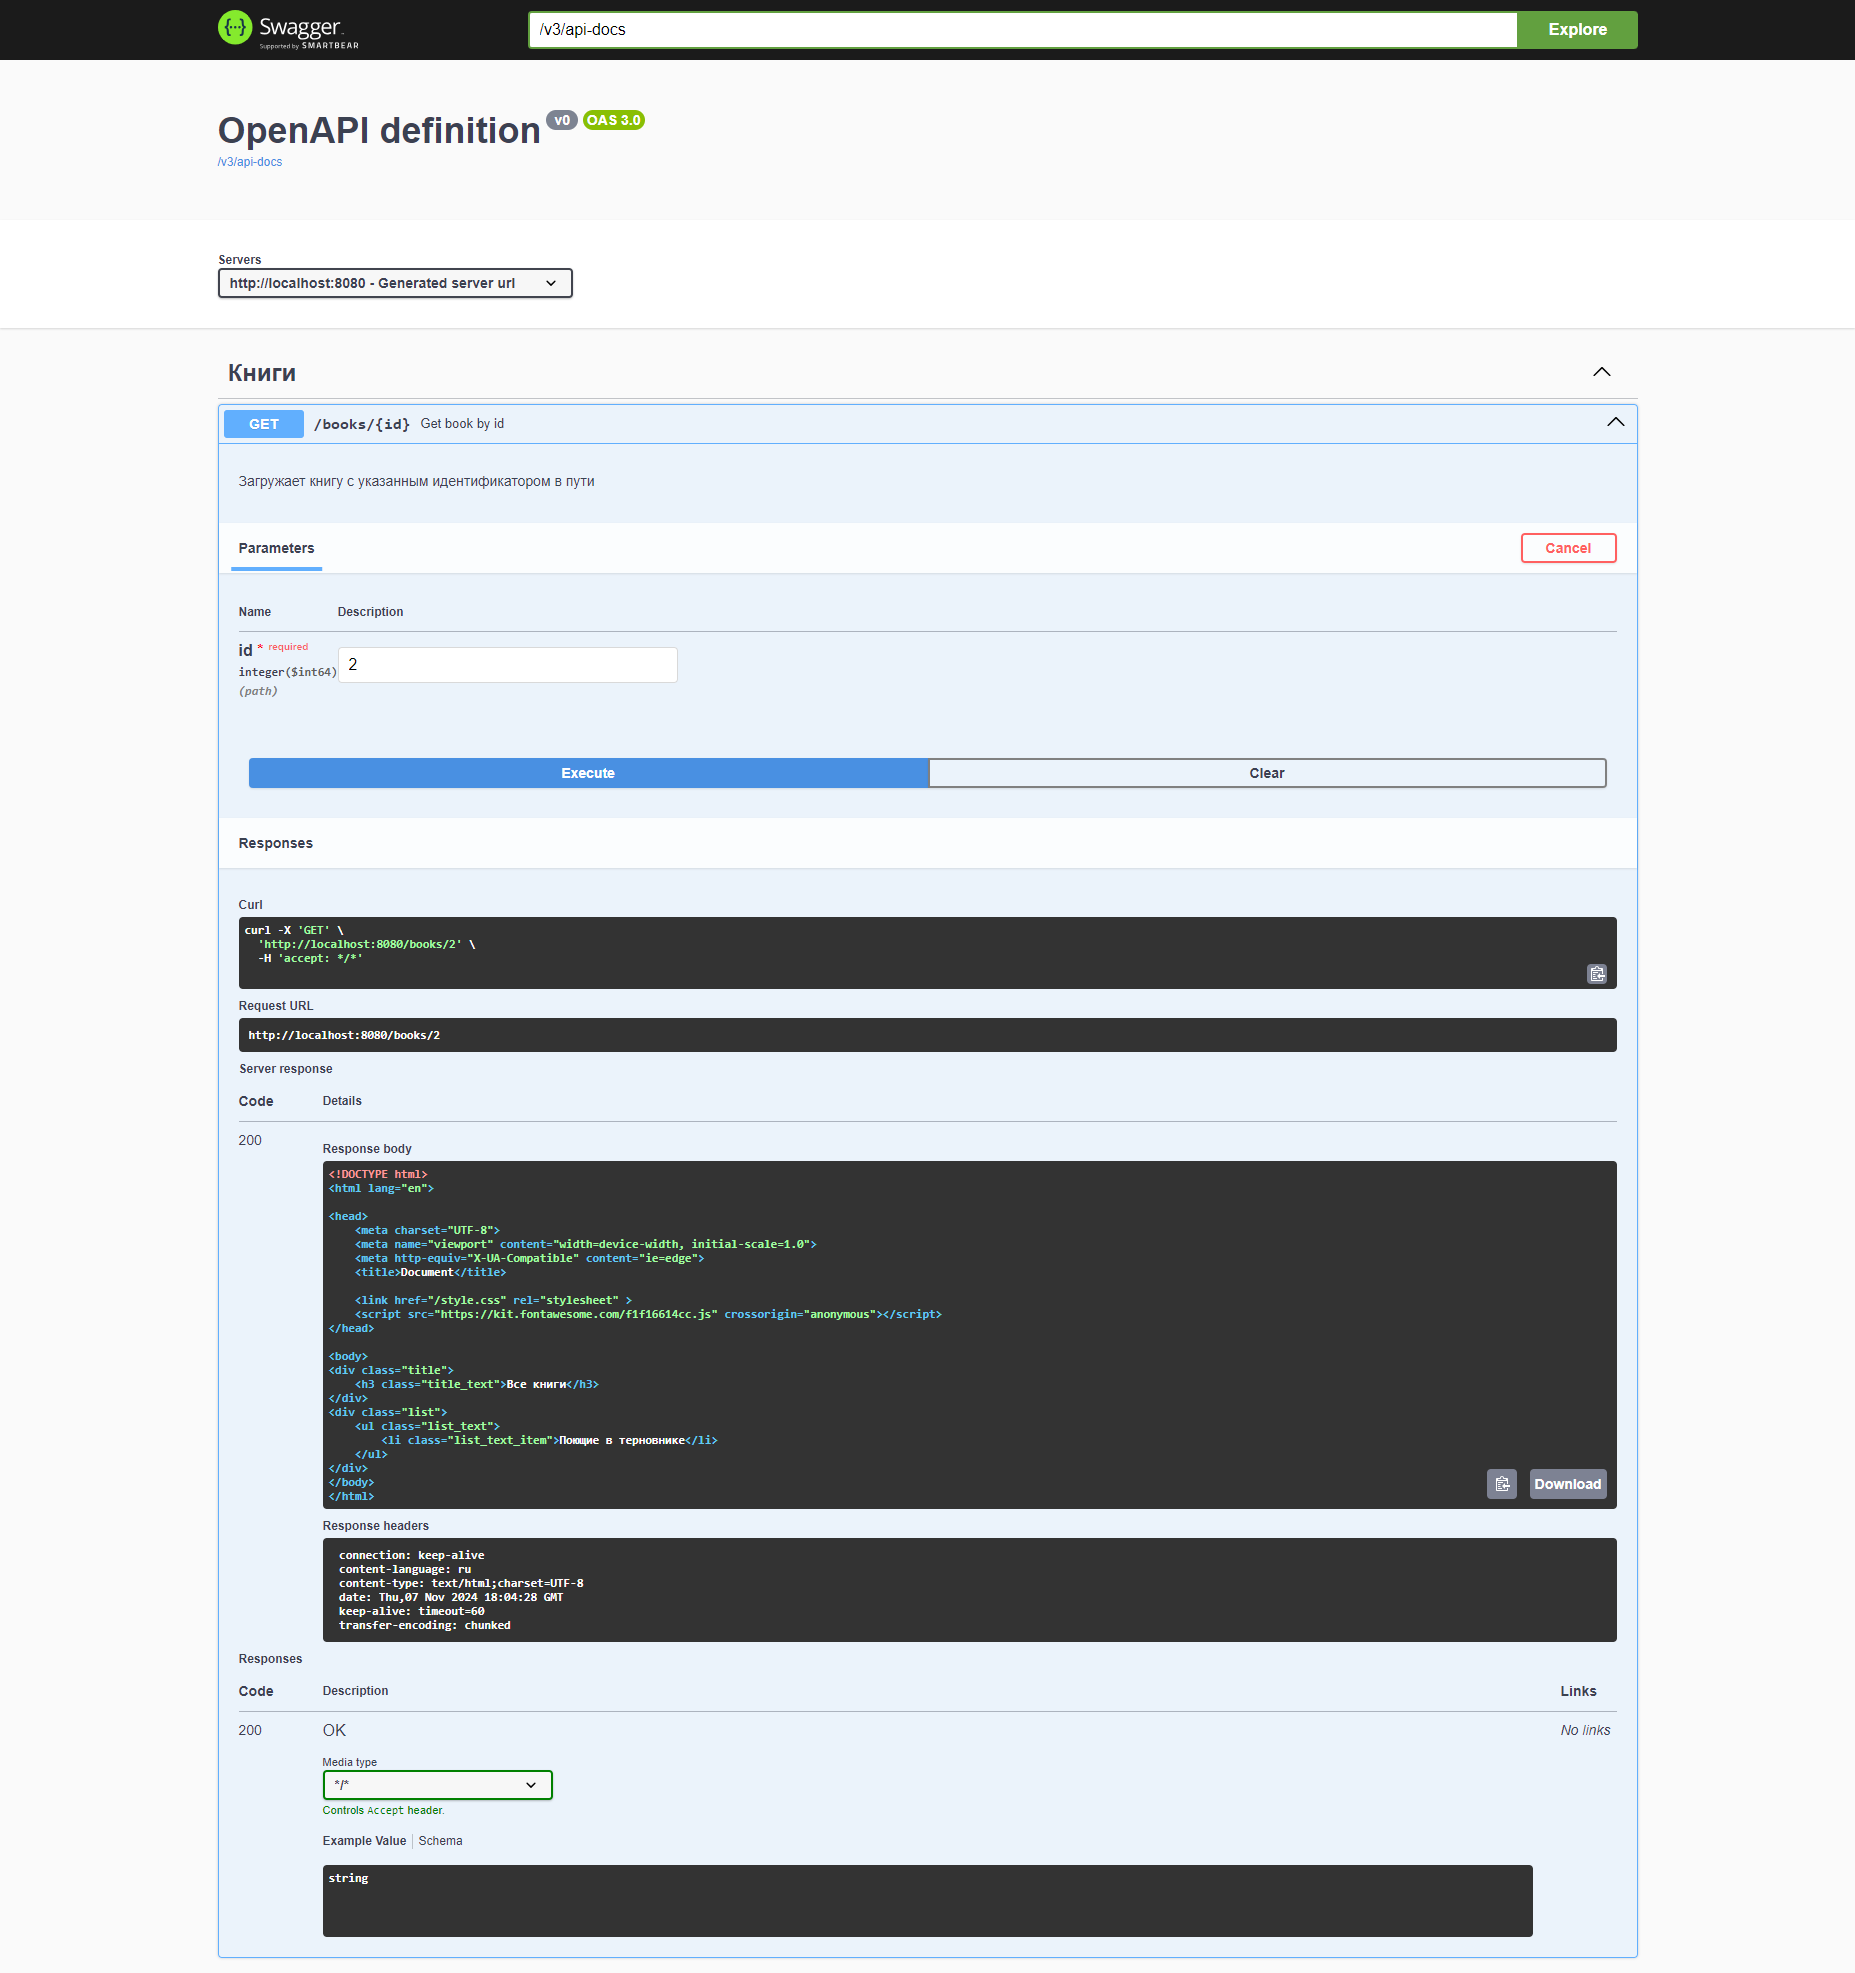 Swagger
Supported by SMARTBEAR
/v3/api-docs
Explore
OpenAPI definition v0 OAS 3.0
/v3/api-docs
Servers
http://localhost:8080 - Generated server url
Книги
GET /books/{id} Get book by id
Загружает книгу с указанным идентификатором в пути
Parameters
Cancel
Name Description
id * required
integer($int64)
(path)
2
Execute
Clear
Responses
Curl
curl -X 'GET' \
  'http://localhost:8080/books/2' \
  -H 'accept: */*'
Request URL
http://localhost:8080/books/2
Server response
Code Details
200
Response body
<!DOCTYPE html>
<html lang="en">
<head>
    <meta charset="UTF-8">
    <meta name="viewport" content="width=device-width, initial-scale=1.0">
    <meta http-equiv="X-UA-Compatible" content="ie=edge">
    <title>Document</title>
    <link href="/style.css" rel="stylesheet" >
    <script src="https://kit.fontawesome.com/f1f16614cc.js" crossorigin="anonymous"></script>
</head>
<body>
<div class="title">
    <h3 class="title_text">Все книги</h3>
</div>
<div class="list">
    <ul class="list_text">
        <li class="list_text_item">Поющие в терновнике</li>
    </ul>
</div>
</body>
</html>
Download
Response headers
connection: keep-alive
content-language: ru
content-type: text/html;charset=UTF-8
date: Thu,07 Nov 2024 18:04:28 GMT
keep-alive: timeout=60
transfer-encoding: chunked
Responses
Code Description Links
200 OK No links
Media type
*/*
Controls Accept header.
Example Value Schema
string